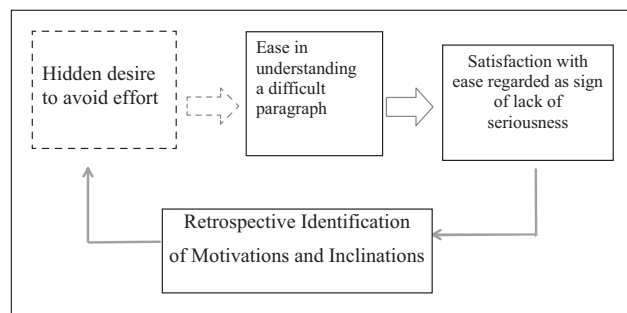 Hidden desire
to avoid effort
Ease in
understanding
a difficult
paragraph
Satisfaction with
ease regarded as sign
of lack of
seriousness
Retrospective Identification
of Motivations and Inclinations